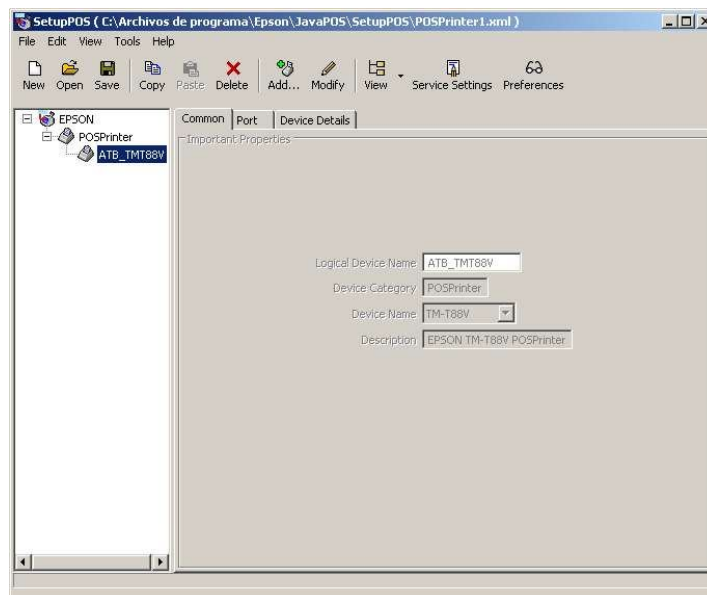 SetupPOS ( C:\Archivos de programa\Epson\JavaPOS\SetupPOS\POSPrinter1.xml )
File Edit View Tools Help
New Open Save Copy Paste Delete Add... Modify View Service Settings Preferences
EPSON
POSPrinter
ATB_TMT88V
Common Port Device Details
Important Properties
Logical Device Name ATB_TMT88V
Device Category POSPrinter
Device Name TM-T88V
Description EPSON TM-T88V POSPrinter